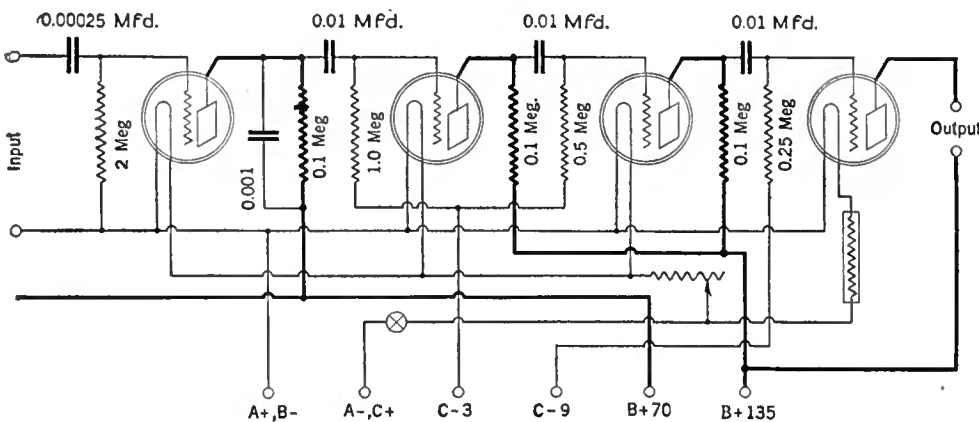 0.00025 Mfd.
0.01 Mfd.
0.01 Mfd.
0.01 Mfd.
Input
2 Meg
0.001
0.1 Meg
1.0 Meg
0.1 Meg.
0.5 Meg
0.1 Meg
0.25 Meg
Output
A+,B-
A-,C+
C-3
C-9
B+70
B+135